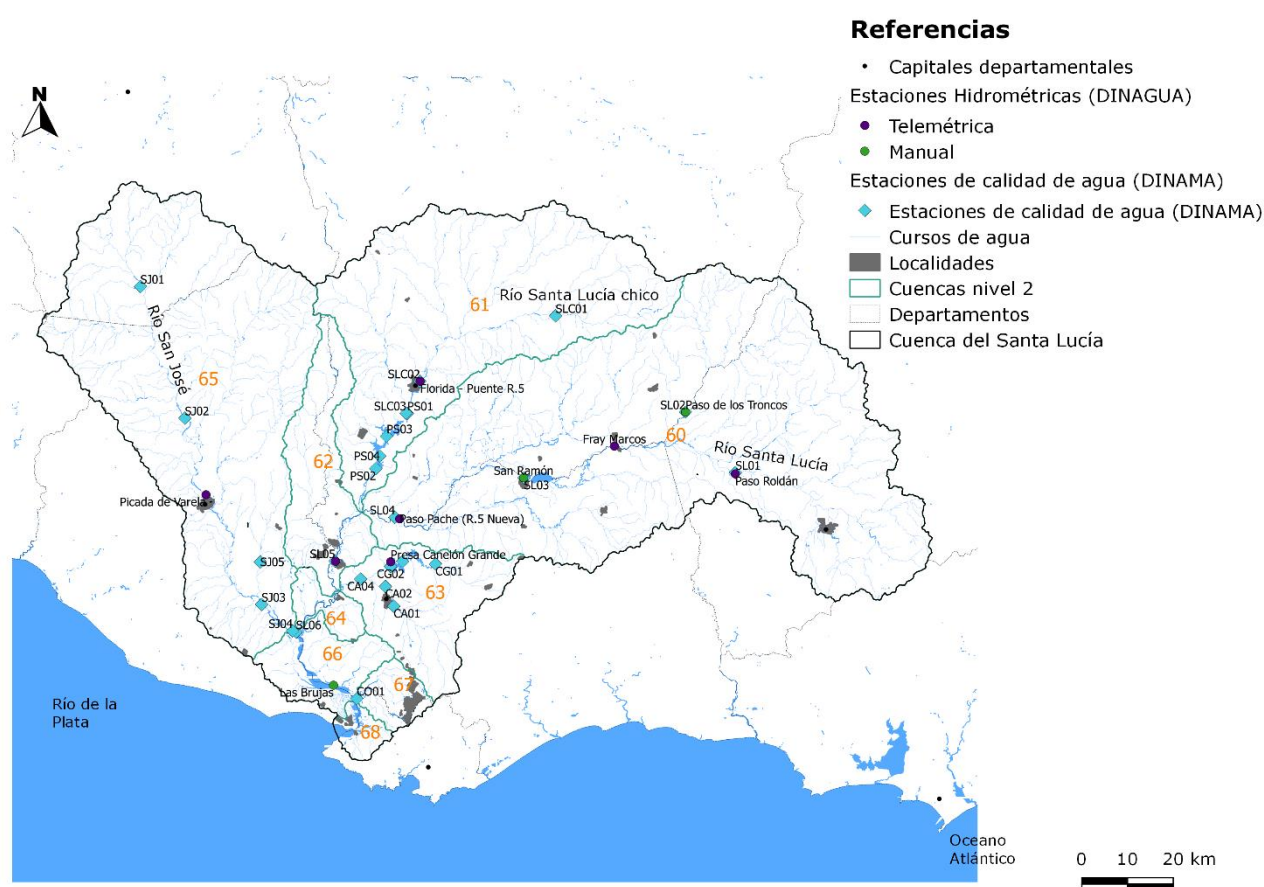 Referencias
Capitales departamentales
Estaciones Hidrométricas (DINAGUA)
Telemétrica
Manual
Estaciones de calidad de agua (DINAMA)
Estaciones de calidad de agua (DINAMA)
Cursos de agua
Localidades
Cuencas nivel 2
Departamentos
Cuenca del Santa Lucía
N
SJ01
Río San José
65
SJ02
Picada de Varela
SJ05
SJ03
SJ04
SL06
61
Río Santa Lucía chico
SLC01
SLC02
Florida - Puente R.5
SLC03
PS01
PS03
PS04
PS02
62
SL02
Paso de los Troncos
60
Fray Marcos
Río Santa Lucía
SL01
Paso Roldán
San Ramón
SL03
SL04
Paso Pache (R.5 Nueva)
SL05
Presa Canelón Grande
CG02
CG01
CA04
CA02
CA01
63
64
66
67
68
Las Brujas
CO01
Río de la
Plata
Oceano
Atlántico
0 10 20 km